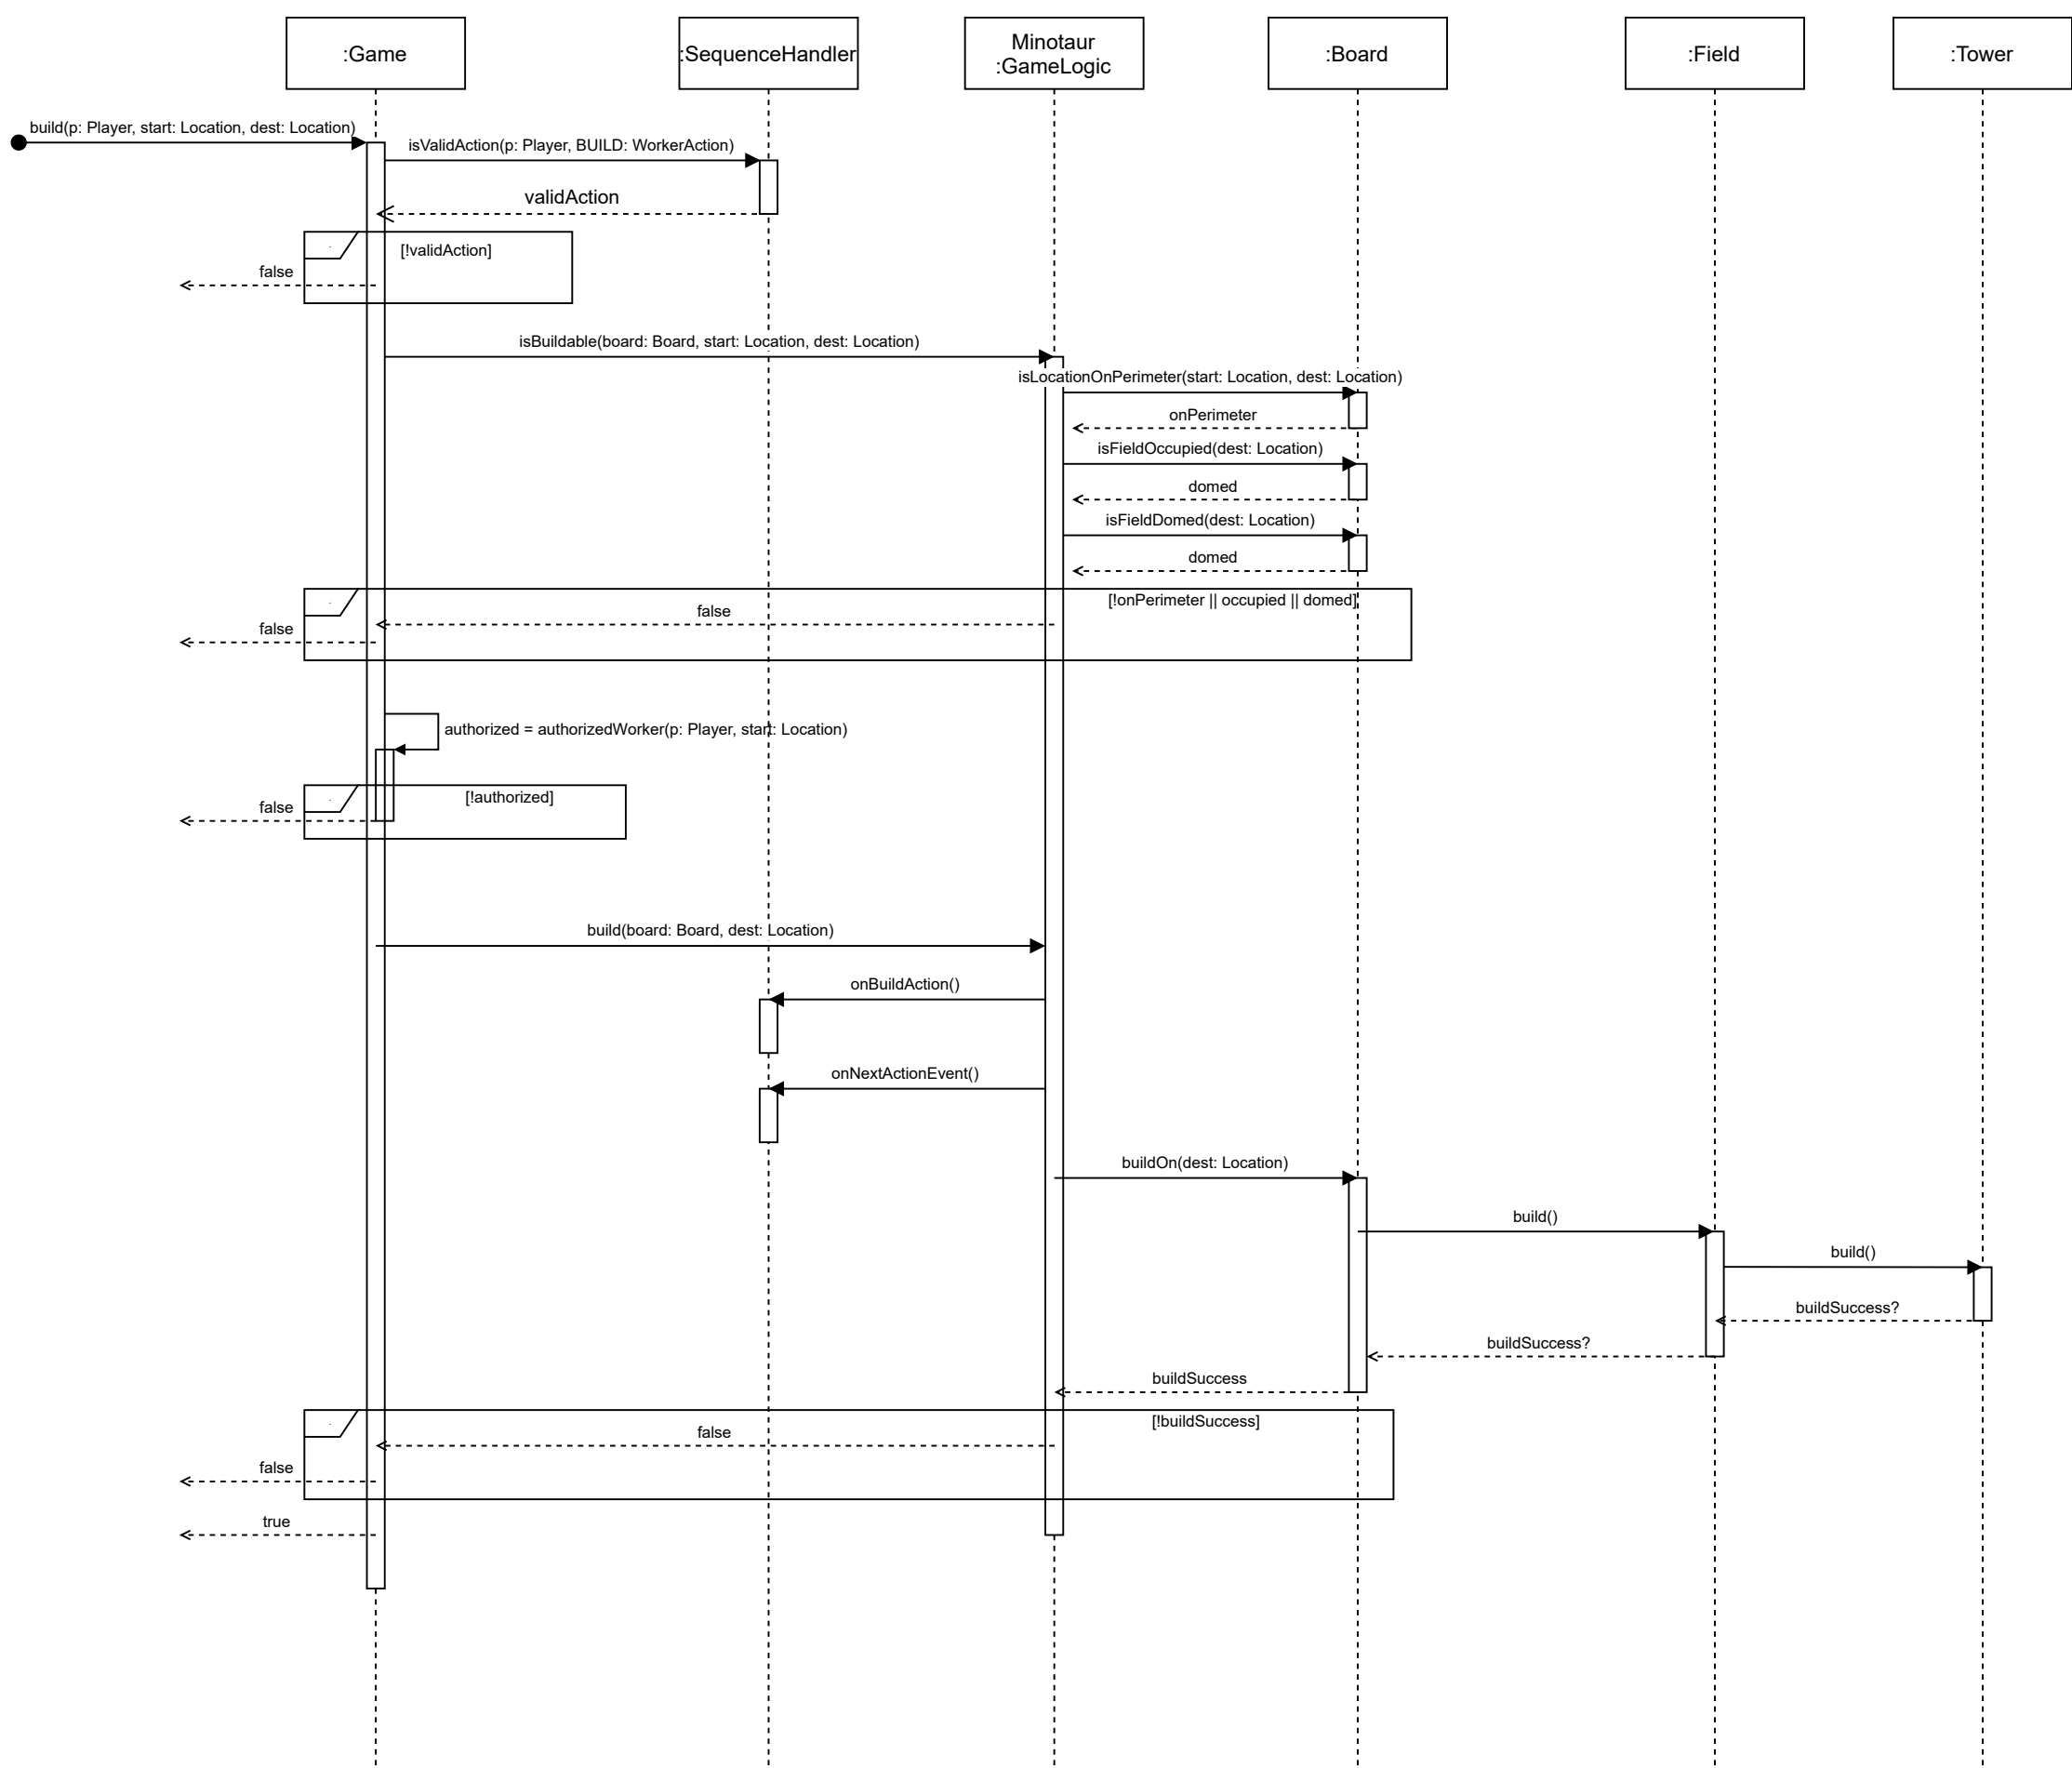 :Game
:SequenceHandler
Minotaur
:GameLogic
:Board
:Field
:Tower
build(p: Player, start: Location, dest: Location)
isValidAction(p: Player, BUILD: WorkerAction)
validAction
[!validAction]
false
isBuildable(board: Board, start: Location, dest: Location)
isLocationOnPerimeter(start: Location, dest: Location)
onPerimeter
isFieldOccupied(dest: Location)
domed
isFieldDomed(dest: Location)
domed
[!onPerimeter || occupied || domed]
false
false
authorized = authorizedWorker(p: Player, start: Location)
[!authorized]
false
build(board: Board, dest: Location)
onBuildAction()
onNextActionEvent()
buildOn(dest: Location)
build()
build()
buildSuccess?
buildSuccess?
buildSuccess
[!buildSuccess]
false
false
true